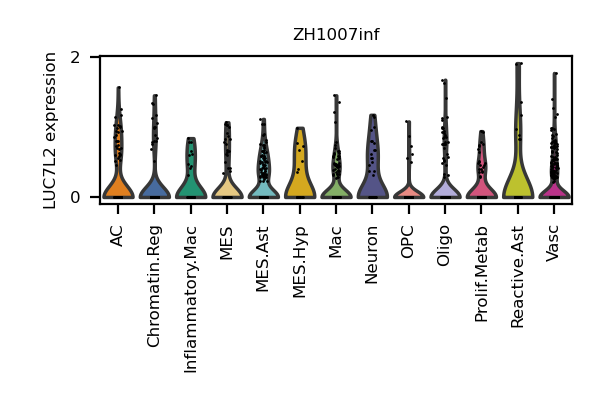 ZH1007inf
LUC7L2 expression
2
0
AC
Chromatin.Reg
Inflammatory.Mac
MES
MES.Ast
MES.Hyp
Mac
Neuron
OPC
Oligo
Prolif.Metab
Reactive.Ast
Vasc